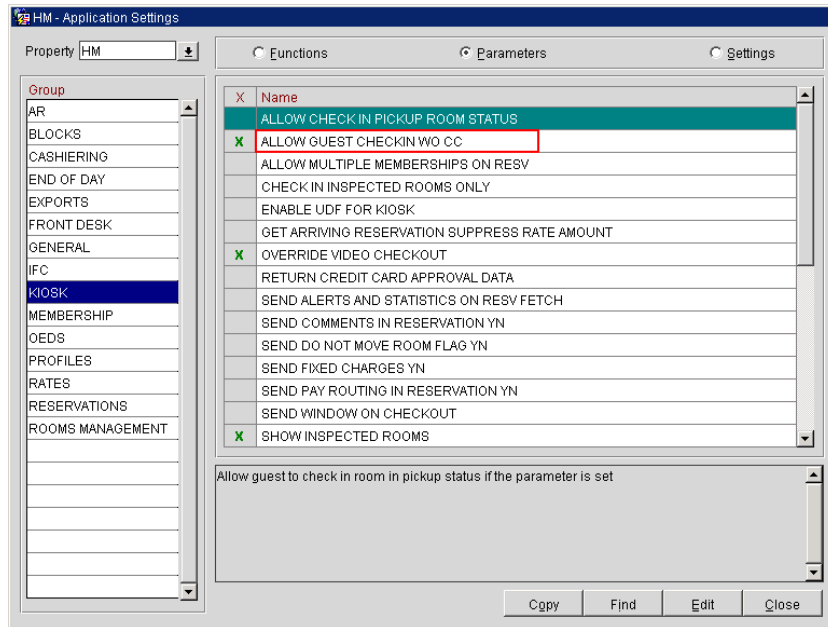 HM - Application Settings
Property HM
Functions Parameters Settings
Group
AR
BLOCKS
CASHIERING
END OF DAY
EXPORTS
FRONT DESK
GENERAL
IFC
KIOSK
MEMBERSHIP
OEDS
PROFILES
RATES
RESERVATIONS
ROOMS MANAGEMENT
X Name
ALLOW CHECK IN PICKUP ROOM STATUS
X ALLOW GUEST CHECKIN WO CC
ALLOW MULTIPLE MEMBERSHIPS ON RESV
CHECK IN INSPECTED ROOMS ONLY
ENABLE UDF FOR KIOSK
GET ARRIVING RESERVATION SUPPRESS RATE AMOUNT
X OVERRIDE VIDEO CHECKOUT
RETURN CREDIT CARD APPROVAL DATA
SEND ALERTS AND STATISTICS ON RESV FETCH
SEND COMMENTS IN RESERVATION YN
SEND DO NOT MOVE ROOM FLAG YN
SEND FIXED CHARGES YN
SEND PAY ROUTING IN RESERVATION YN
SEND WINDOW ON CHECKOUT
X SHOW INSPECTED ROOMS
Allow guest to check in room in pickup status if the parameter is set
Copy Find Edit Close